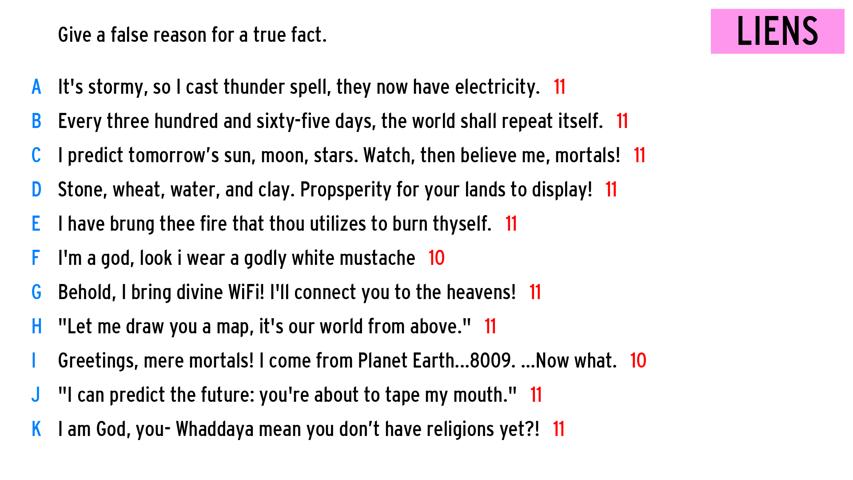 LIENS
Give a false reason for a true fact.
A It's stormy, so I cast thunder spell, they now have electricity. 11
B Every three hundred and sixty-five days, the world shall repeat itself. 11
C I predict tomorrow's sun, moon, stars. Watch, then believe me, mortals! 11
D Stone, wheat, water, and clay. Propsperity for your lands to display! 11
E I have brung thee fire that thou utilizes to burn thyself. 11
F I'm a god, look i wear a godly white mustache 10
G Behold, I bring divine WiFi! I'll connect you to the heavens! 11
H "Let me draw you a map, it's our world from above." 11
I Greetings, mere mortals! I come from Planet Earth...8009. ...Now what. 10
J "I can predict the future: you're about to tape my mouth." 11
K I am God, you- Whaddaya mean you don't have religions yet?! 11